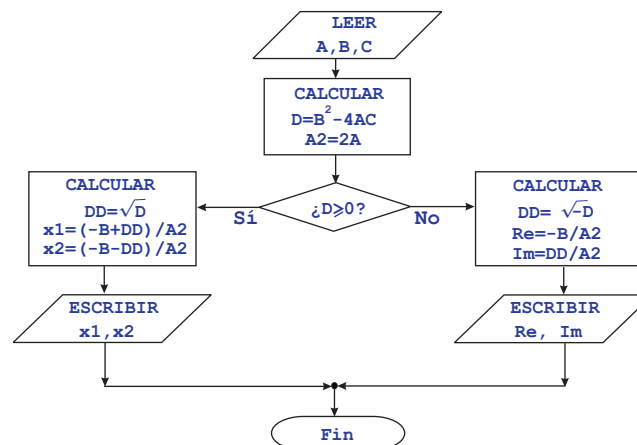 LEER
A,B,C
CALCULAR
D=B²-4AC
A2=2A
¿D⩾0?
Sí
No
CALCULAR
DD=√D
x1=(-B+DD)/A2
x2=(-B-DD)/A2
CALCULAR
DD= √-D
Re=-B/A2
Im=DD/A2
ESCRIBIR
x1,x2
ESCRIBIR
Re, Im
Fin